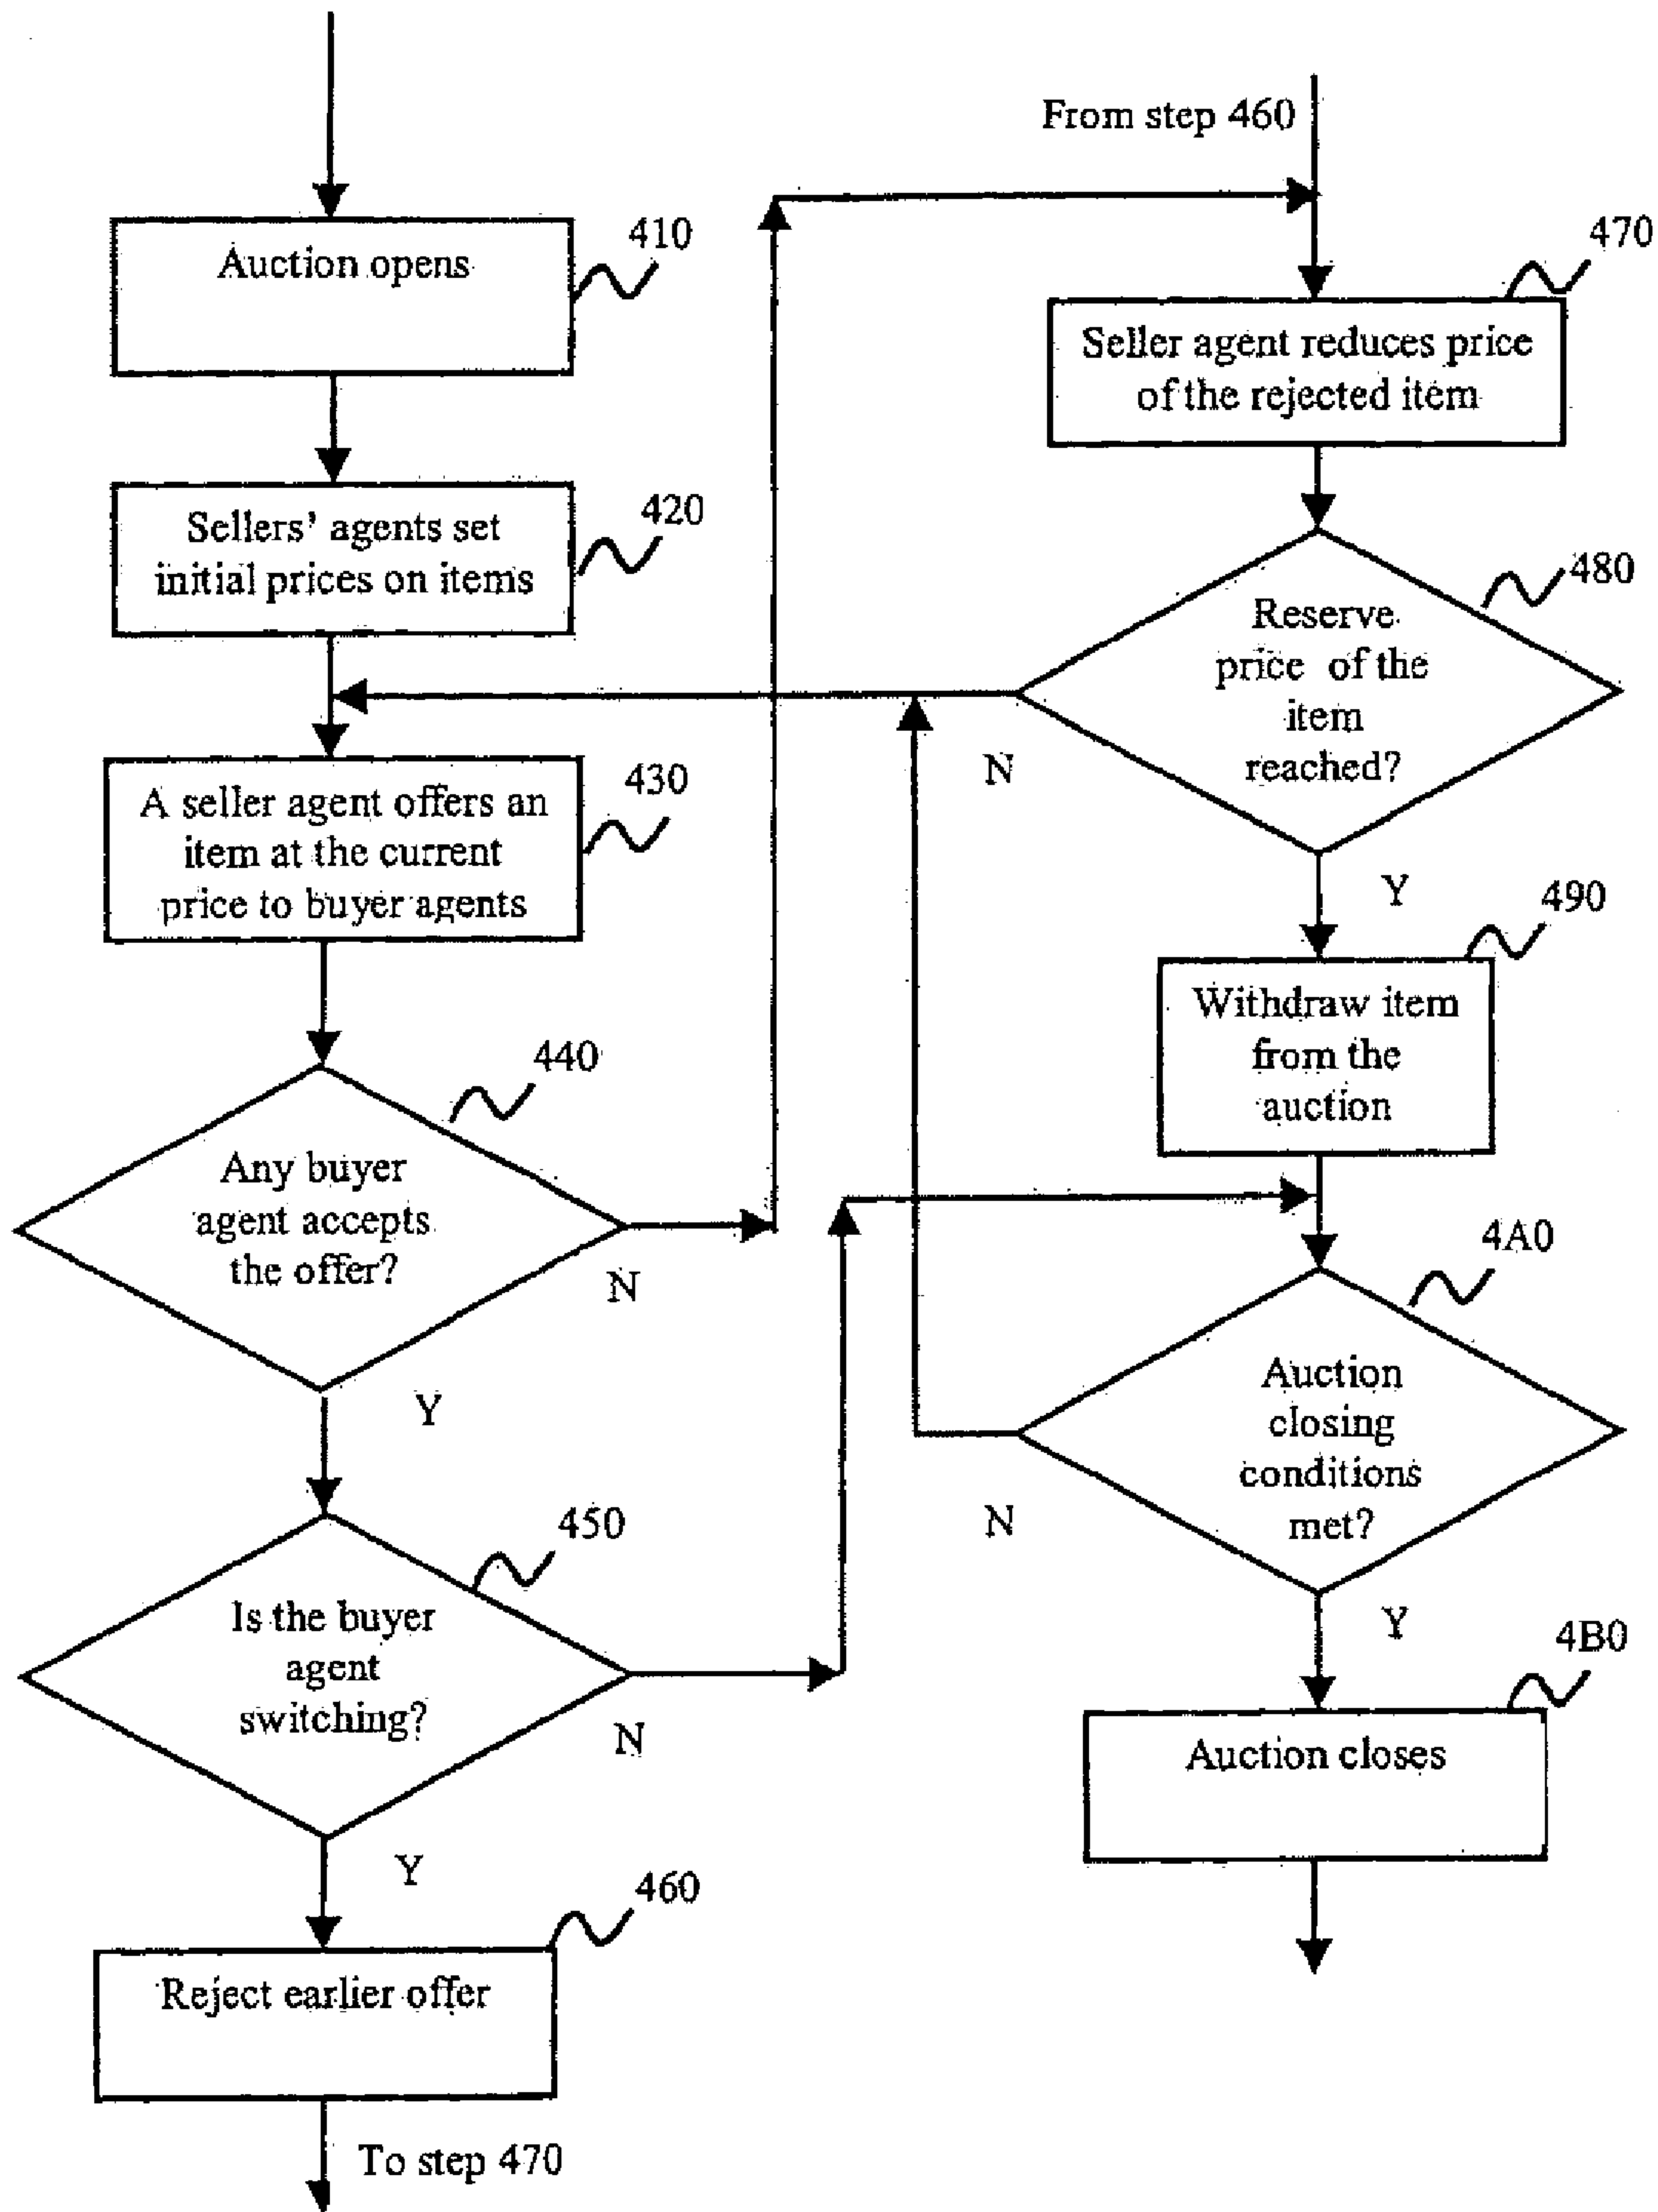 Auction opens
410
Sellers' agents set
initial prices on items
420
A seller agent offers an
item at the current
price to buyer agents
430
Any buyer
agent accepts
the offer?
440
N
Y
Is the buyer
agent
switching?
450
N
Y
Reject earlier offer
460
To step 470
From step 460
Seller agent reduces price
of the rejected item
470
Reserve
price of the
item
reached?
480
N
Y
Withdraw item
from the
auction
490
Auction
closing
conditions
met?
4A0
N
Y
Auction closes
4B0